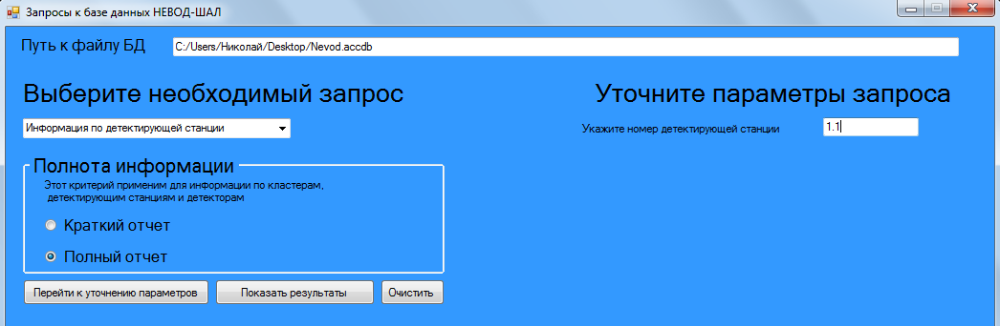 Запросы к базе данных НЕВОД-ШАЛ
Путь к файлу БД
C:/Users/Николай/Desktop/Nevod.accdb
Выберите необходимый запрос
Информация по детектирующей станции
Уточните параметры запроса
Укажите номер детектирующей станции
1.1
Полнота информации
Этот критерий применим для информации по кластерам,
детектирующим станциям и детекторам
Краткий отчет
Полный отчет
Перейти к уточнению параметров
Показать результаты
Очистить